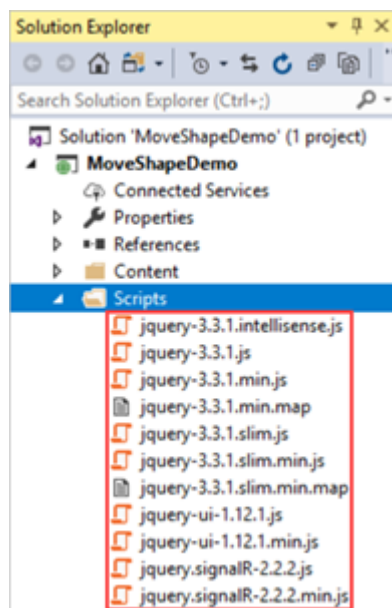 Solution Explorer
Search Solution Explorer (Ctrl+;)
Solution 'MoveShapeDemo' (1 project)
MoveShapeDemo
Connected Services
Properties
References
Content
Scripts
jquery-3.3.1.intellisense.js
jquery-3.3.1.js
jquery-3.3.1.min.js
jquery-3.3.1.min.map
jquery-3.3.1.slim.js
jquery-3.3.1.slim.min.js
jquery-3.3.1.slim.min.map
jquery-ui-1.12.1.js
jquery-ui-1.12.1.min.js
jquery.signalR-2.2.2.js
jquery.signalR-2.2.2.min.js